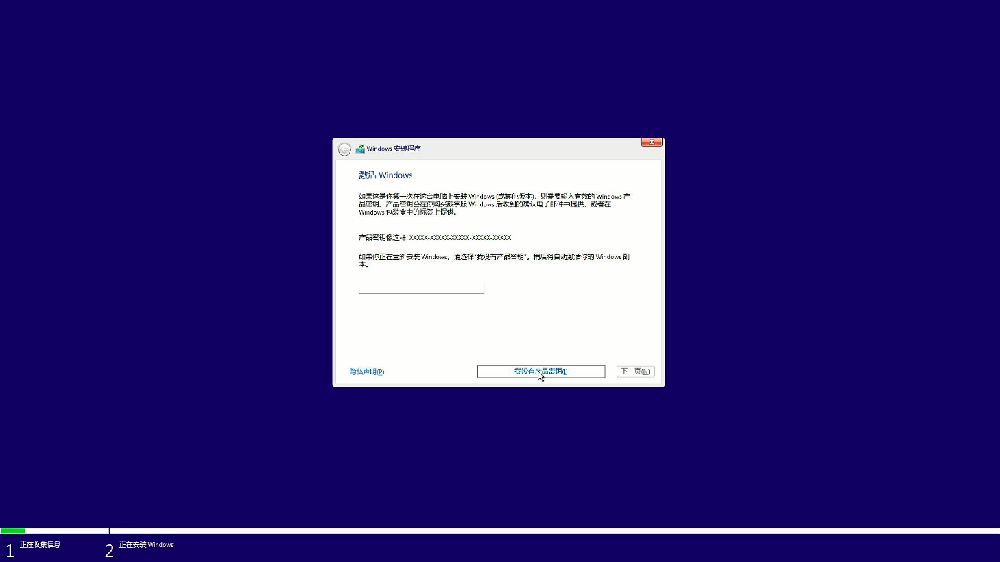 Windows 安装程序
激活 Windows
如果这是你第一次在这台电脑上安装 Windows (或其他版本)，则需要输入有效的 Windows 产
品密钥。产品密钥会在你购买数字版 Windows 后收到的确认电子邮件中提供，或者在
Windows 包装盒中的标签上提供。
产品密钥像这样: XXXXX-XXXXX-XXXXX-XXXXX-XXXXX
如果你正在重新安装 Windows，请选择“我没有产品密钥”。稍后将自动激活你的 Windows 副
本。
隐私声明(P)
我没有产品密钥(I)
下一页(N)
1 正在收集信息
2 正在安装 Windows